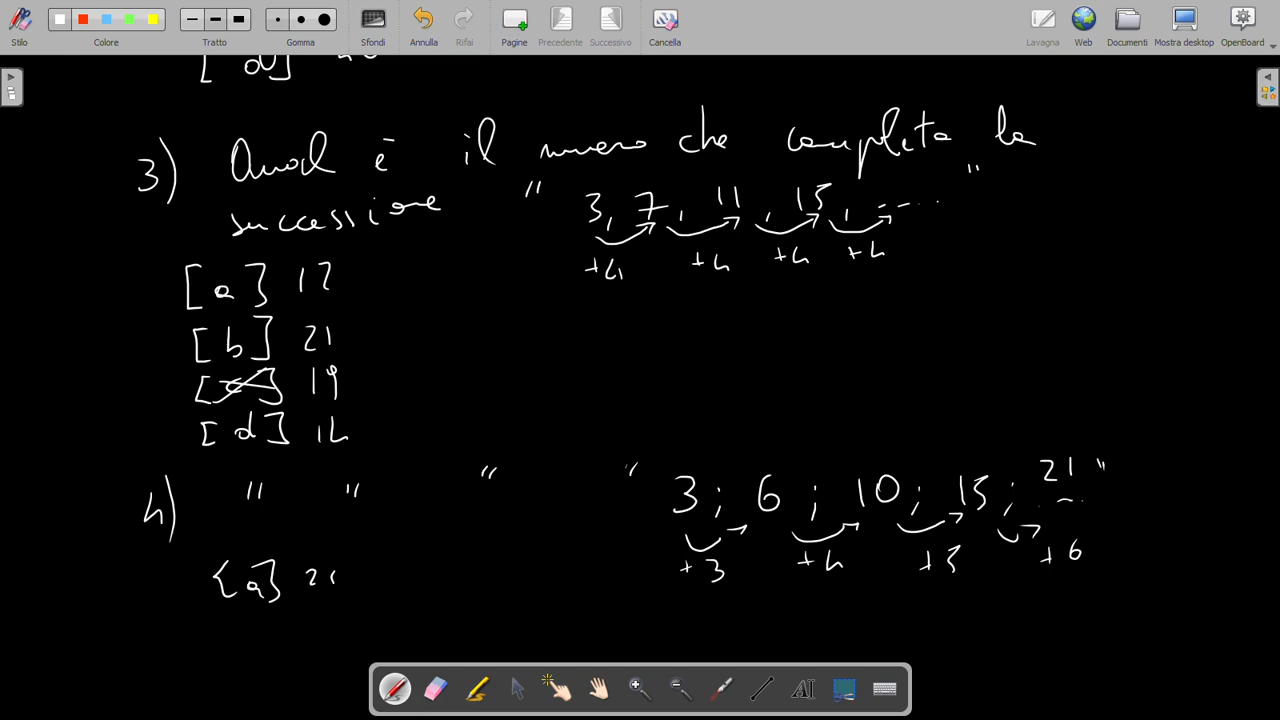 Stilo Colore Tratto Gomma Sfondi Annulla Rifai Pagine Precedente Successivo Cancella Lavagna Web Documenti Mostra desktop OpenBoard
[d]
3) Qual è il numero che completa la
successione " 3, 7, 11, 15, ..... "
+4 +4 +4 +4
[a] 17
[b] 21
[c] 19
[d] 14
4) " " " " 3; 6; 10; 15; 21 "
+3 +4 +5 +6
[a] 21
AI